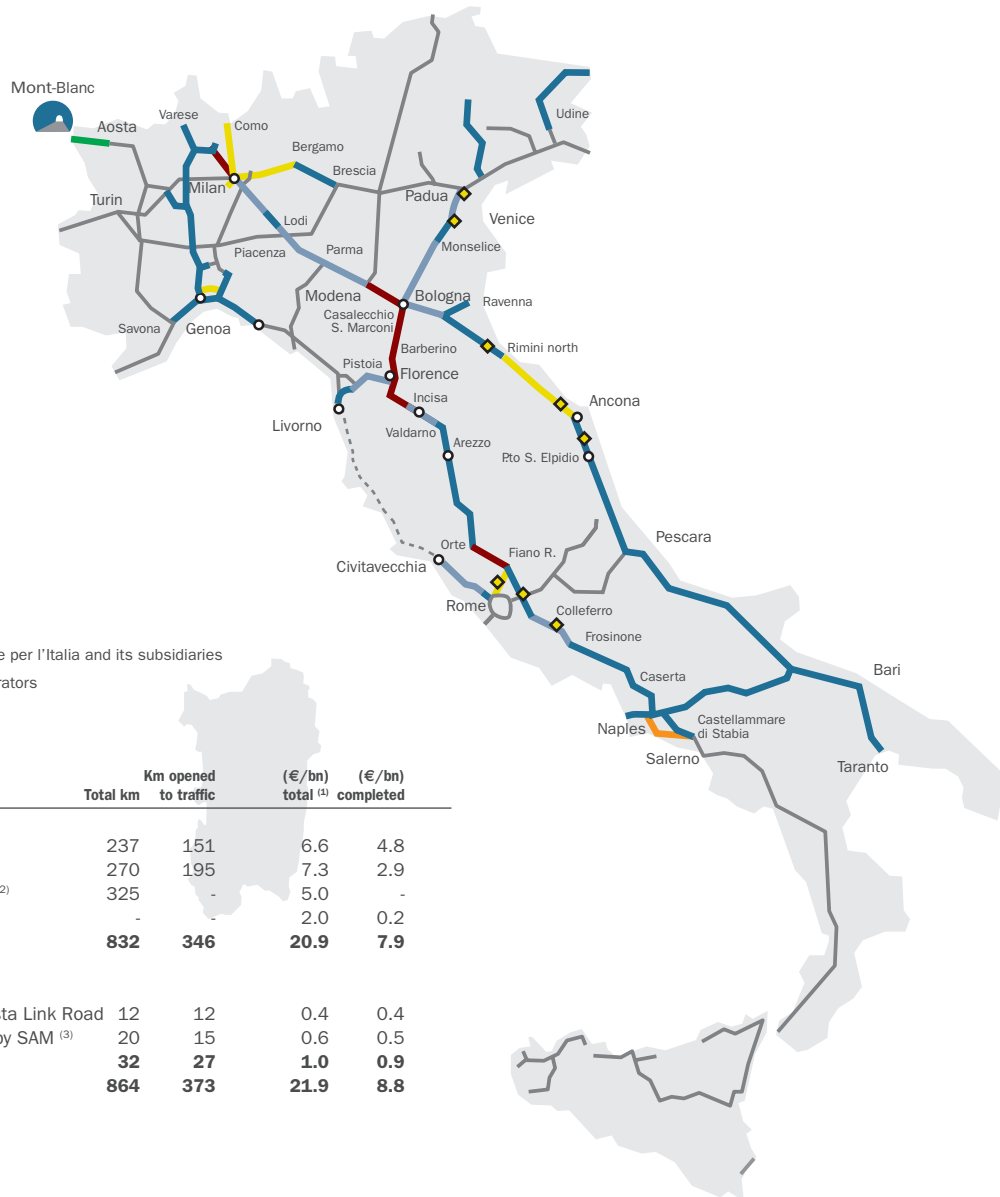 Mont-Blanc
Aosta
Varese
Como
Udine
Bergamo
Brescia
Milan
Turin
Padua
Venice
Lodi
Monselice
Piacenza
Parma
Modena
Bologna
Ravenna
Casalecchio
S. Marconi
Savona
Genoa
Barberino
Rimini north
Pistoia
Florence
Incisa
Ancona
Livorno
Valdarno
Arezzo
P.to S. Elpidio
Orte
Fiano R.
Pescara
Civitavecchia
Rome
Colleferro
Frosinone
e per l'Italia and its subsidiaries
Caserta
Bari
rators
Naples
Castellammare
di Stabia
Salerno
Taranto
Km opened (€/bn) (€/bn)
Total km to traffic total (1) completed
237 151 6.6 4.8
270 195 7.3 2.9
2) 325 - 5.0 -
- - 2.0 0.2
832 346 20.9 7.9
sta Link Road 12 12 0.4 0.4
by SAM (3) 20 15 0.6 0.5
32 27 1.0 0.9
864 373 21.9 8.8